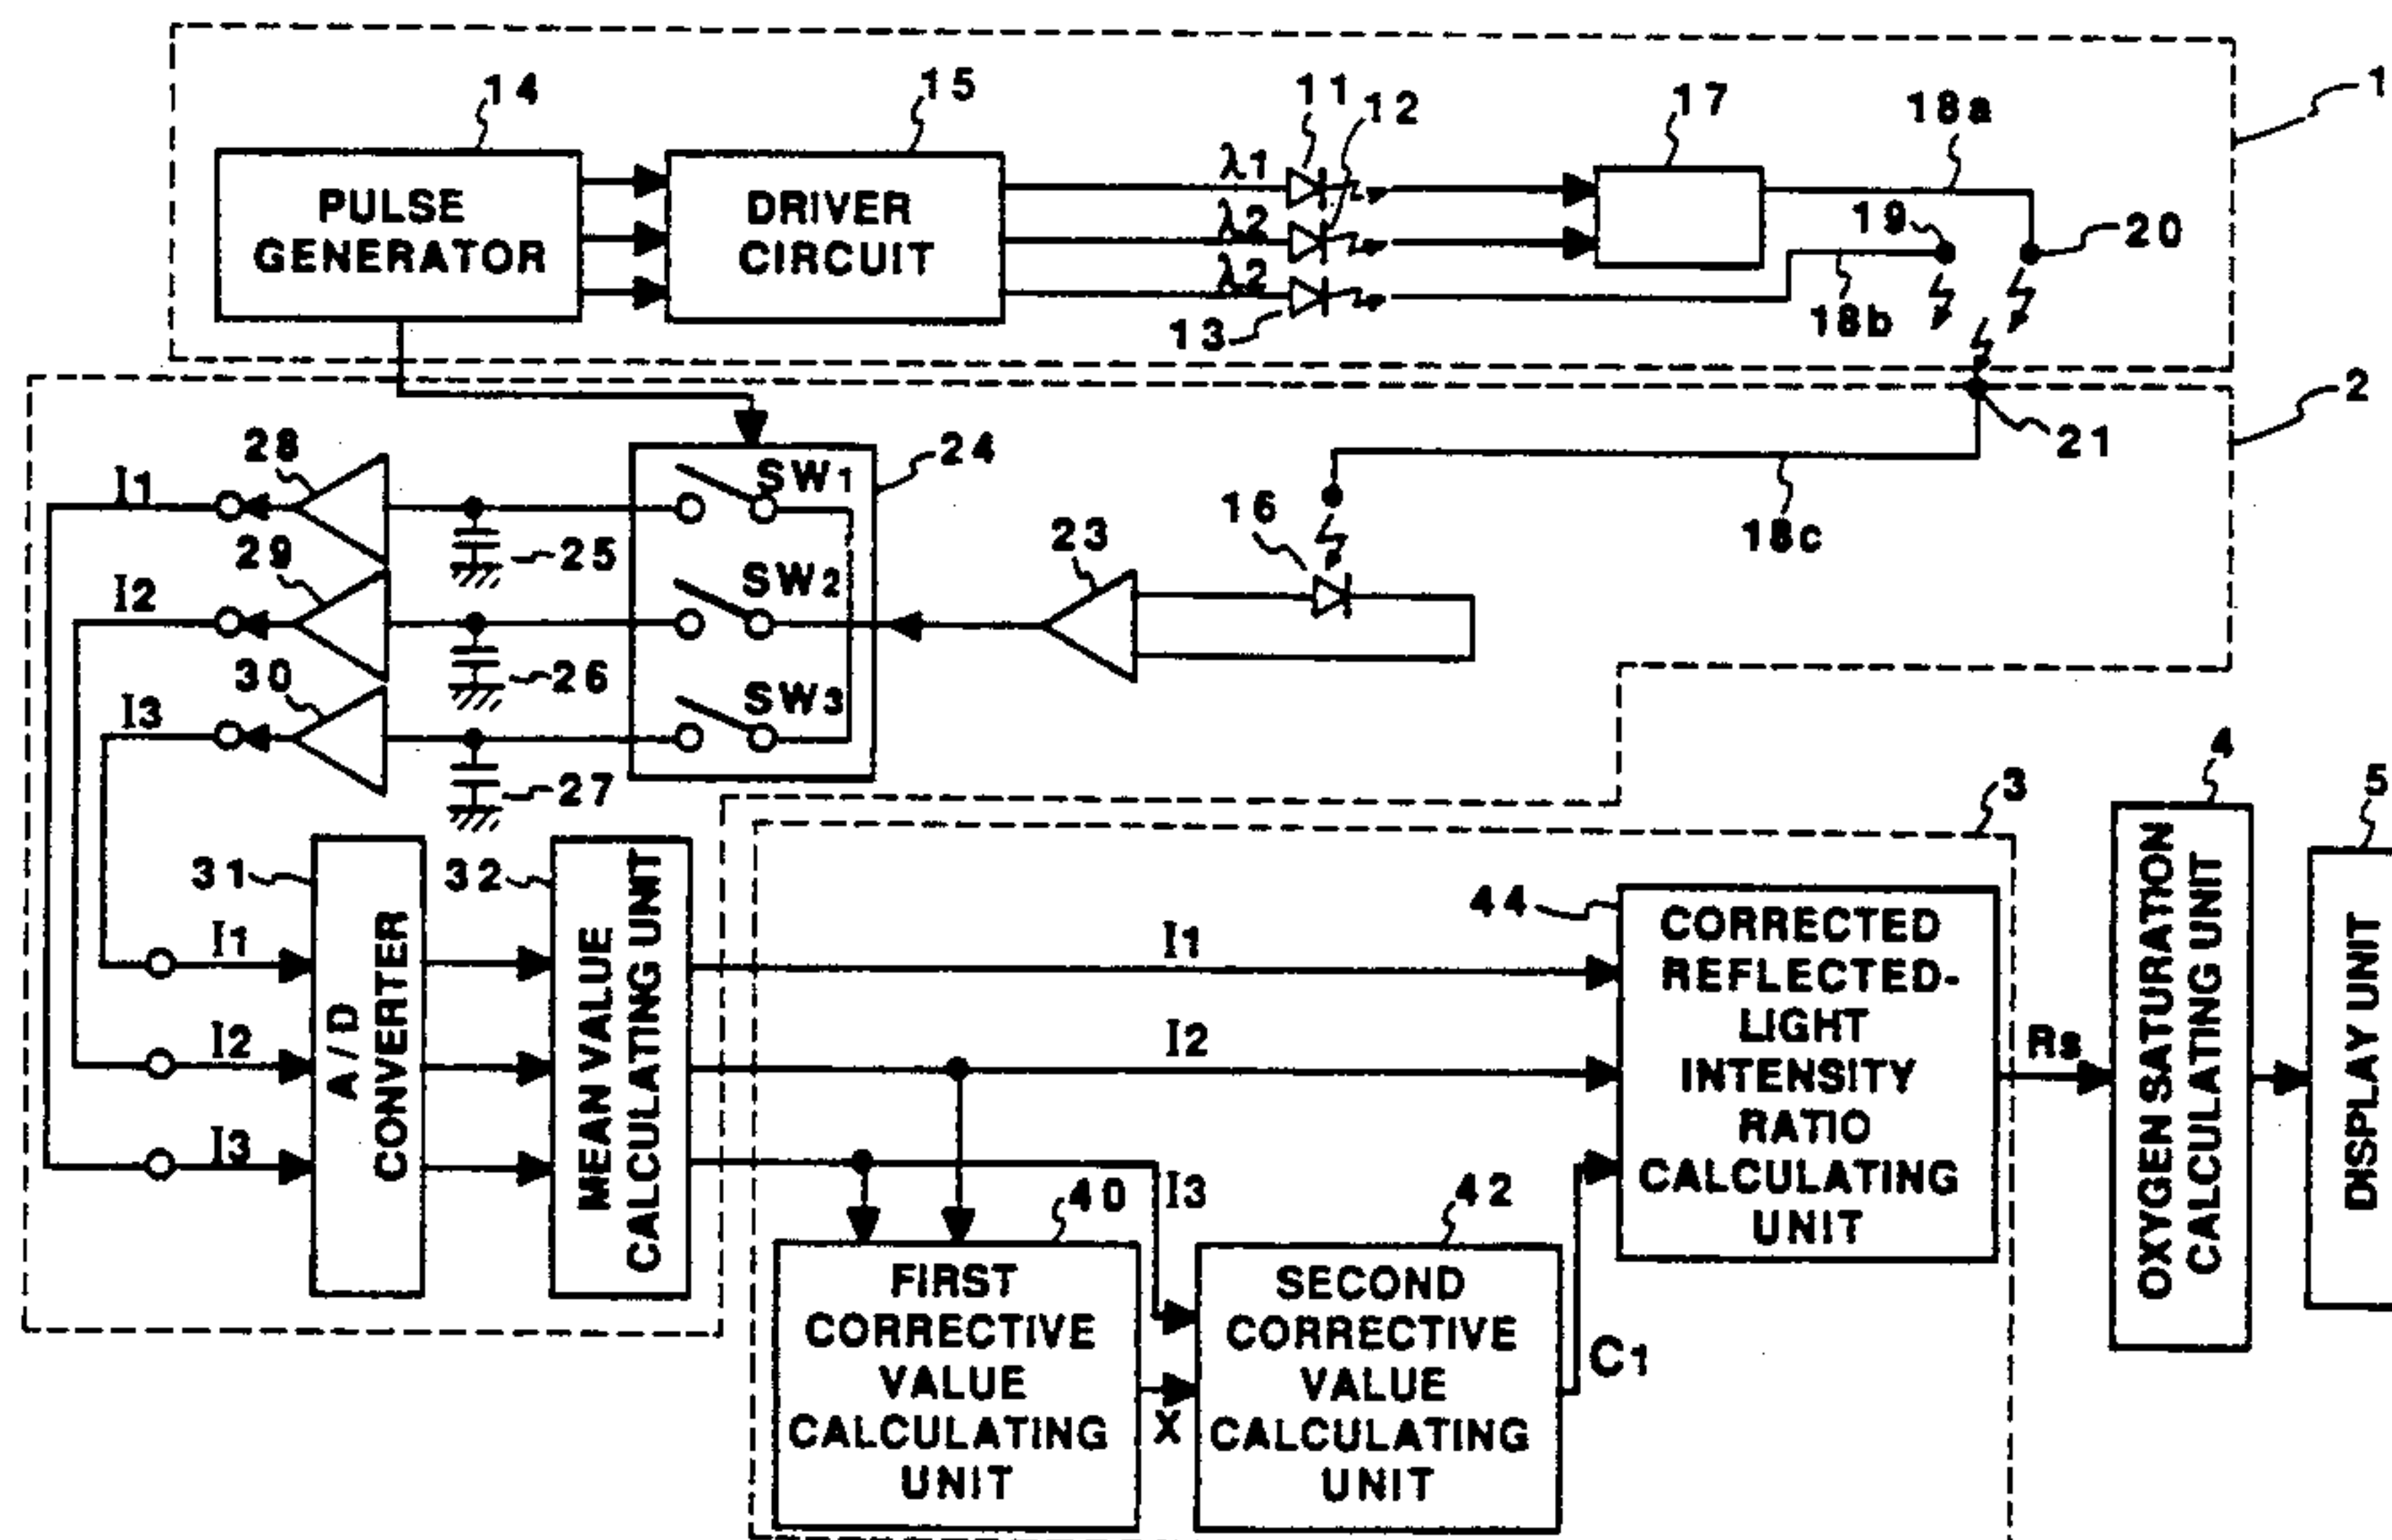 14
15
11
12
17
18a
1
PULSE
GENERATOR
DRIVER
CIRCUIT
λ1
λ2
λ2
13
19
20
18b
2
21
28
I1
29
I2
30
I3
25
26
27
SW1
SW2
SW3
24
23
16
18c
31
32
I1
I2
I3
A/D
CONVERTER
MEAN VALUE
CALCULATING UNIT
I1
I2
I3
3
44
CORRECTED
REFLECTED-
LIGHT
INTENSITY
RATIO
CALCULATING
UNIT
Rs
4
OXYGEN SATURATION
CALCULATING UNIT
5
DISPLAY UNIT
40
FIRST
CORRECTIVE
VALUE
CALCULATING
UNIT
X
42
SECOND
CORRECTIVE
VALUE
CALCULATING
UNIT
C1